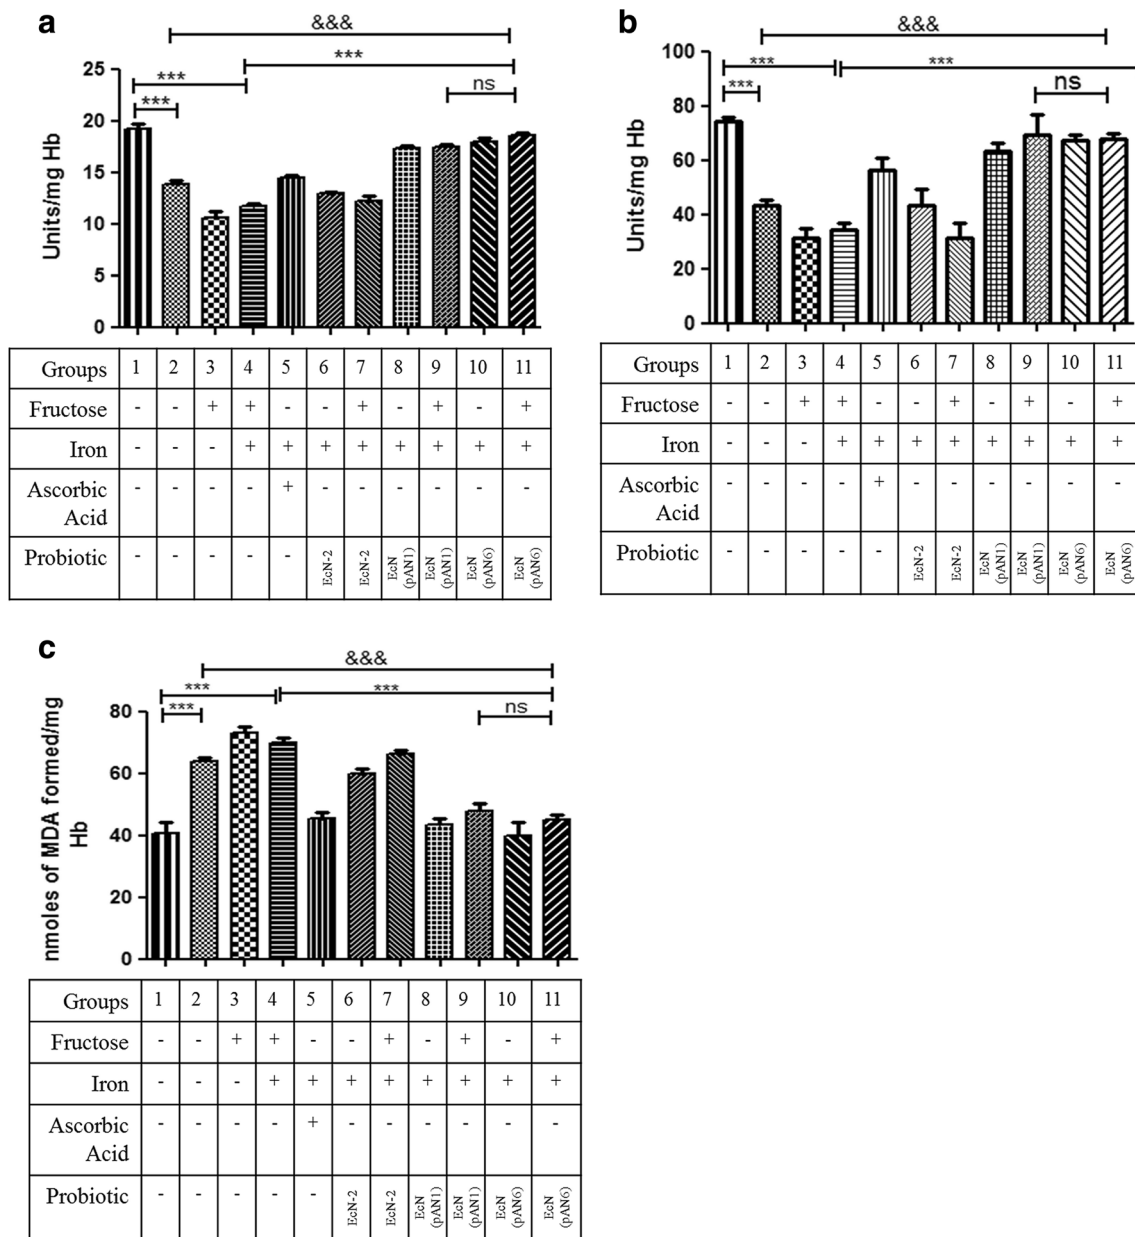 a
&&&
***
***
***
ns
25
20
15
10
5
0
Units/mg Hb
Groups 1 2 3 4 5 6 7 8 9 10 11
Fructose - - + + - - + - + - +
Iron - - - + + + + + + + +
Ascorbic Acid - - - - + - - - - - -
Probiotic - - - - - EcN-2 EcN-2 EcN (pAN1) EcN (pAN1) EcN (pAN6) EcN (pAN6)
b
&&&
***
***
***
ns
100
80
60
40
20
0
Units/mg Hb
Groups 1 2 3 4 5 6 7 8 9 10 11
Fructose - - + + - - + - + - +
Iron - - - + + + + + + + +
Ascorbic Acid - - - - + - - - - - -
Probiotic - - - - - EcN-2 EcN-2 EcN (pAN1) EcN (pAN1) EcN (pAN6) EcN (pAN6)
c
&&&
***
***
***
ns
80
60
40
20
0
nmoles of MDA formed/mg
Hb
Groups 1 2 3 4 5 6 7 8 9 10 11
Fructose - - + + - - + - + - +
Iron - - - + + + + + + + +
Ascorbic Acid - - - - + - - - - - -
Probiotic - - - - - EcN-2 EcN-2 EcN (pAN1) EcN (pAN1) EcN (pAN6) EcN (pAN6)